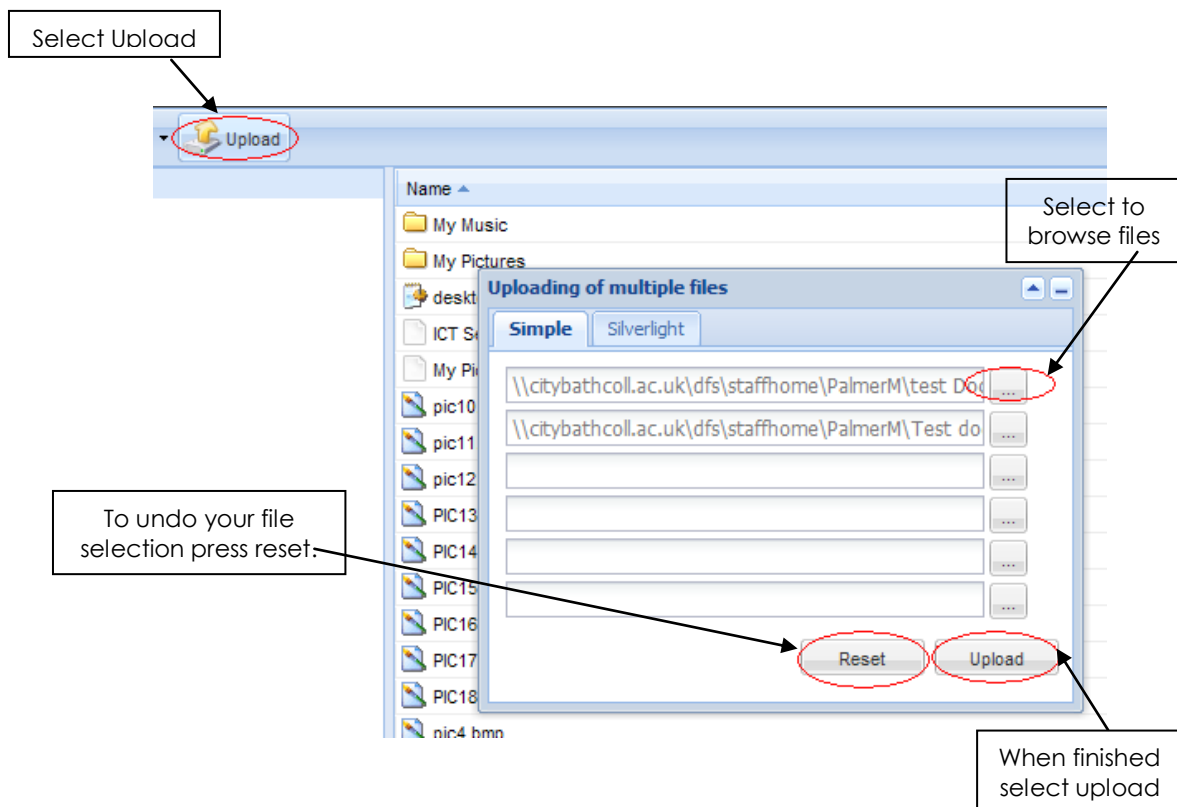 Select Upload
Upload
Name
My Music
My Pictures
Select to
browse files
Uploading of multiple files
Simple Silverlight
\\citybathcoll.ac.uk\dfs\staffhome\PalmerM\test Doc ...
\\citybathcoll.ac.uk\dfs\staffhome\PalmerM\Test do ...
...
...
...
...
deskt
ICT Se
My Pi
pic10
pic11
pic12
PIC13
PIC14
PIC15
PIC16
PIC17
PIC18
pic4.bmp
To undo your file
selection press reset.
Reset Upload
When finished
select upload